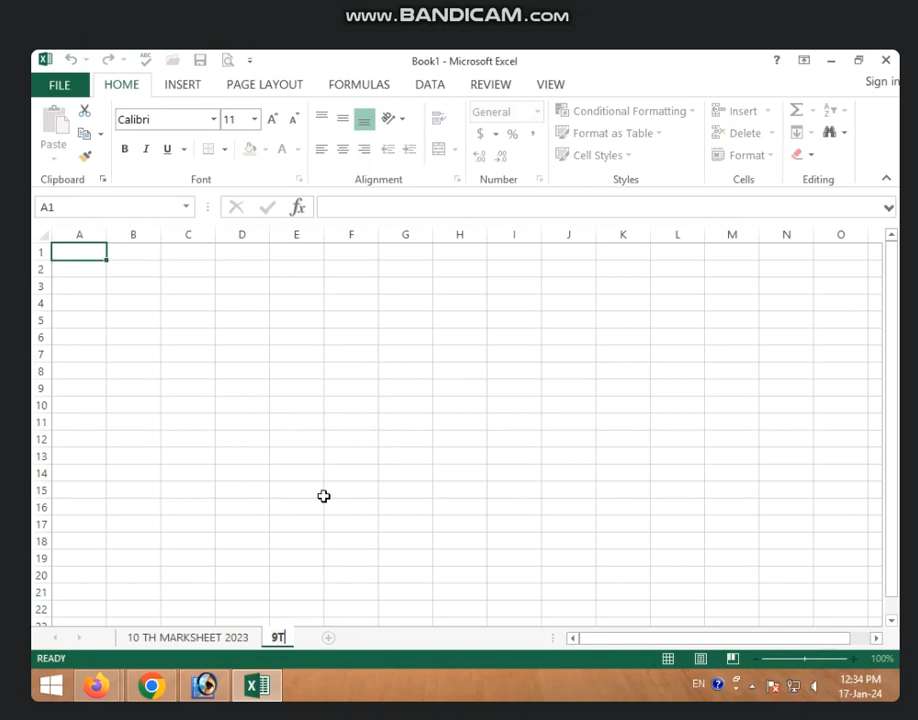 www.BANDICAM.com
Book1 - Microsoft Excel
FILE HOME INSERT PAGE LAYOUT FORMULAS DATA REVIEW VIEW Sign in
Paste
Calibri 11
B I U
General
$ %
Conditional Formatting
Format as Table
Cell Styles
Insert
Delete
Format
Clipboard Font Alignment Number Styles Cells Editing
A1 fx
A B C D E F G H I J K L M N O
1
2
3
4
5
6
7
8
9
10
11
12
13
14
15
16
17
18
19
20
21
22
10 TH MARKSHEET 2023 9T
READY 100%
EN 12:34 PM
17-Jan-24